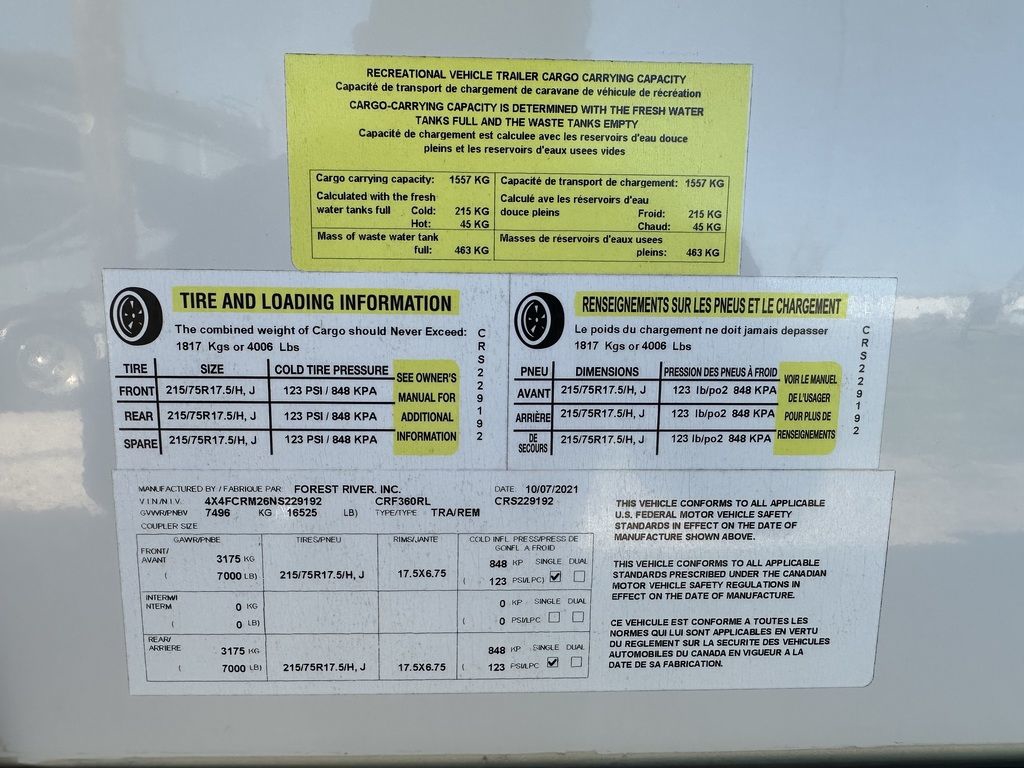 RECREATIONAL VEHICLE TRAILER CARGO CARRYING CAPACITY
Capacité de transport de chargement de caravane de véhicule de récréation
CARGO-CARRYING CAPACITY IS DETERMINED WITH THE FRESH WATER
TANKS FULL AND THE WASTE TANKS EMPTY
Capacité de chargement est calculee avec les reservoirs d'eau douce
pleins et les reservoirs d'eaux usees vides
Cargo carrying capacity: 1557 KG
Calculated with the fresh
water tanks full Cold: 215 KG
Hot: 45 KG
Mass of waste water tank
full: 463 KG
Capacité de transport de chargement: 1557 KG
Calculé ave les réservoirs d'eau
douce pleins Froid: 215 KG
Chaud: 45 KG
Masses de réservoirs d'eaux usees
pleins: 463 KG
TIRE AND LOADING INFORMATION
The combined weight of Cargo should Never Exceed:
1817 Kgs or 4006 Lbs
TIRE SIZE COLD TIRE PRESSURE
FRONT 215/75R17.5/H, J 123 PSI / 848 KPA
REAR 215/75R17.5/H, J 123 PSI / 848 KPA
SPARE 215/75R17.5/H, J 123 PSI / 848 KPA
SEE OWNER'S
MANUAL FOR
ADDITIONAL
INFORMATION
CRS229192
RENSEIGNEMENTS SUR LES PNEUS ET LE CHARGEMENT
Le poids du chargement ne doit jamais depasser
1817 Kgs or 4006 Lbs
PNEU DIMENSIONS PRESSION DES PNEUS À FROID
AVANT 215/75R17.5/H, J 123 lb/po2 848 KPA
ARRIÈRE 215/75R17.5/H, J 123 lb/po2 848 KPA
DE SECOURS 215/75R17.5/H, J 123 lb/po2 848 KPA
VOIR LE MANUEL
DE L'USAGER
POUR PLUS DE
RENSEIGNEMENTS
CRS229192
MANUFACTURED BY / FABRIQUE PAR FOREST RIVER. INC. DATE 10/07/2021
V.I.N/N.I.V. 4X4FCRM26NS229192 CRF360RL CRS229192
GVWR/PNBV 7496 KG 16525 LB) TYPE/TYPE TRA/REM
COUPLER SIZE
GAWR/PNBE TIRES/PNEU RIMS/JANTE COLD INFL PRESS/PRESS DE
GONFL A FROID
FRONT/
AVANT 3175 KG 848 KP SINGLE DUAL
( 7000 LB) 215/75R17.5/H, J 17.5X6.75 ( 123 PSI/LPC)
INTERM/
INTERM 0 KG 0 KP SINGLE DUAL
( 0 LB) ( 0 PSI/LPC
REAR/
ARRIERE 3175 KG 848 KP SINGLE DUAL
( 7000 LB) 215/75R17.5/H, J 17.5X6.75 ( 123 PSI/LPC
THIS VEHICLE CONFORMS TO ALL APPLICABLE
U.S. FEDERAL MOTOR VEHICLE SAFETY
STANDARDS IN EFFECT ON THE DATE OF
MANUFACTURE SHOWN ABOVE.
THIS VEHICLE CONFORMS TO ALL APPLICABLE
STANDARDS PRESCRIBED UNDER THE CANADIAN
MOTOR VEHICLE SAFETY REGULATIONS IN
EFFECT ON THE DATE OF MANUFACTURE.
CE VEHICULE EST CONFORME A TOUTES LES
NORMES QUI LUI SONT APPLICABLES EN VERTU
DU REGLEMENT SUR LA SECURITE DES VEHICULES
AUTOMOBILES DU CANADA EN VIGUEUR A LA
DATE DE SA FABRICATION.